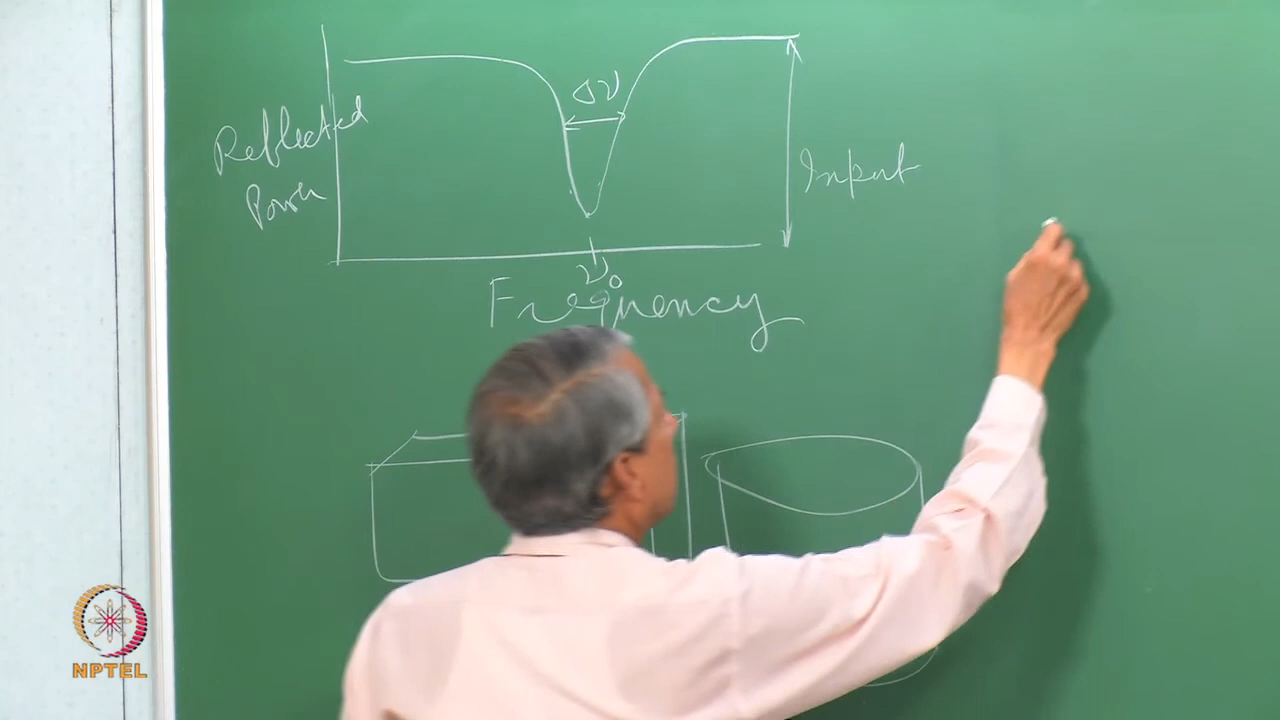 Δν
Reflected
Power
Input
ν₀
Frequency
NPTEL